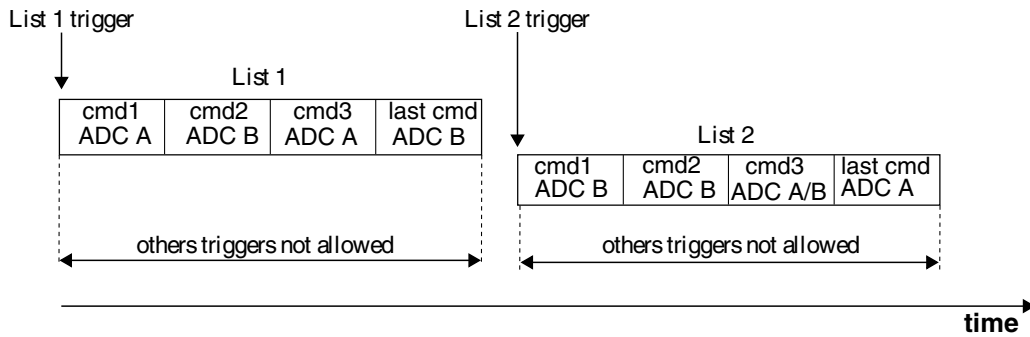 List 1 trigger
List 2 trigger
List 1
cmd1 cmd2 cmd3 last cmd
ADC A ADC B ADC A ADC B
List 2
cmd1 cmd2 cmd3 last cmd
ADC B ADC B ADC A/B ADC A
others triggers not allowed
others triggers not allowed
time